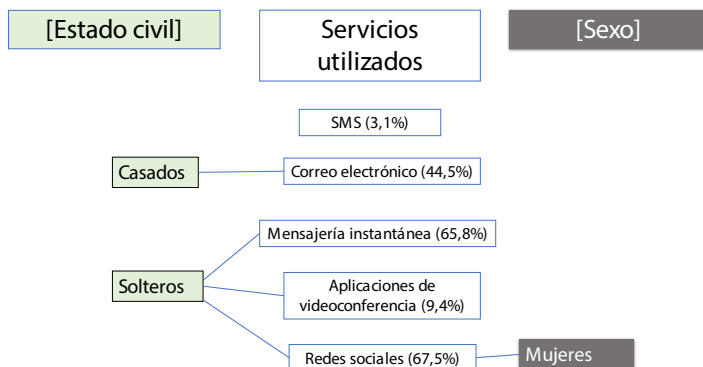 [Estado civil]
Servicios
utilizados
[Sexo]
SMS (3,1%)
Casados
Correo electrónico (44,5%)
Mensajería instantánea (65,8%)
Solteros
Aplicaciones de
videoconferencia (9,4%)
Redes sociales (67,5%)
Mujeres